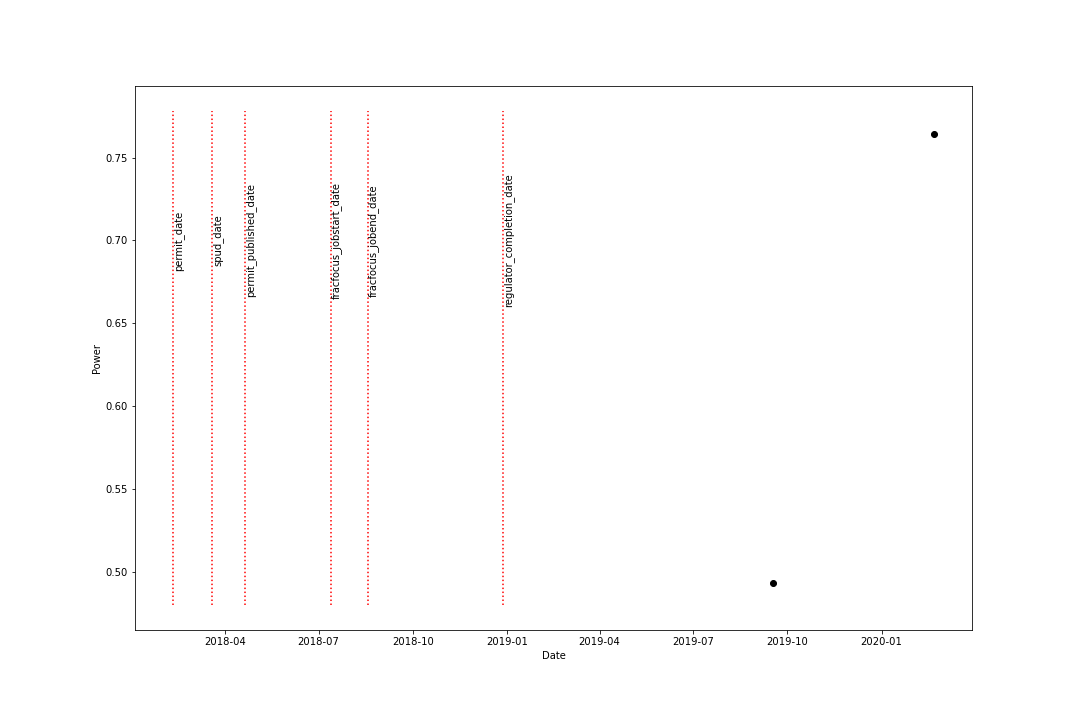 0.75
0.70
0.65
0.60
0.55
0.50
Power
permit_date
spud_date
permit_published_date
fracfocus_jobstart_date
fracfocus_jobend_date
regulator_completion_date
2018-04
2018-07
2018-10
2019-01
2019-04
2019-07
2019-10
2020-01
Date